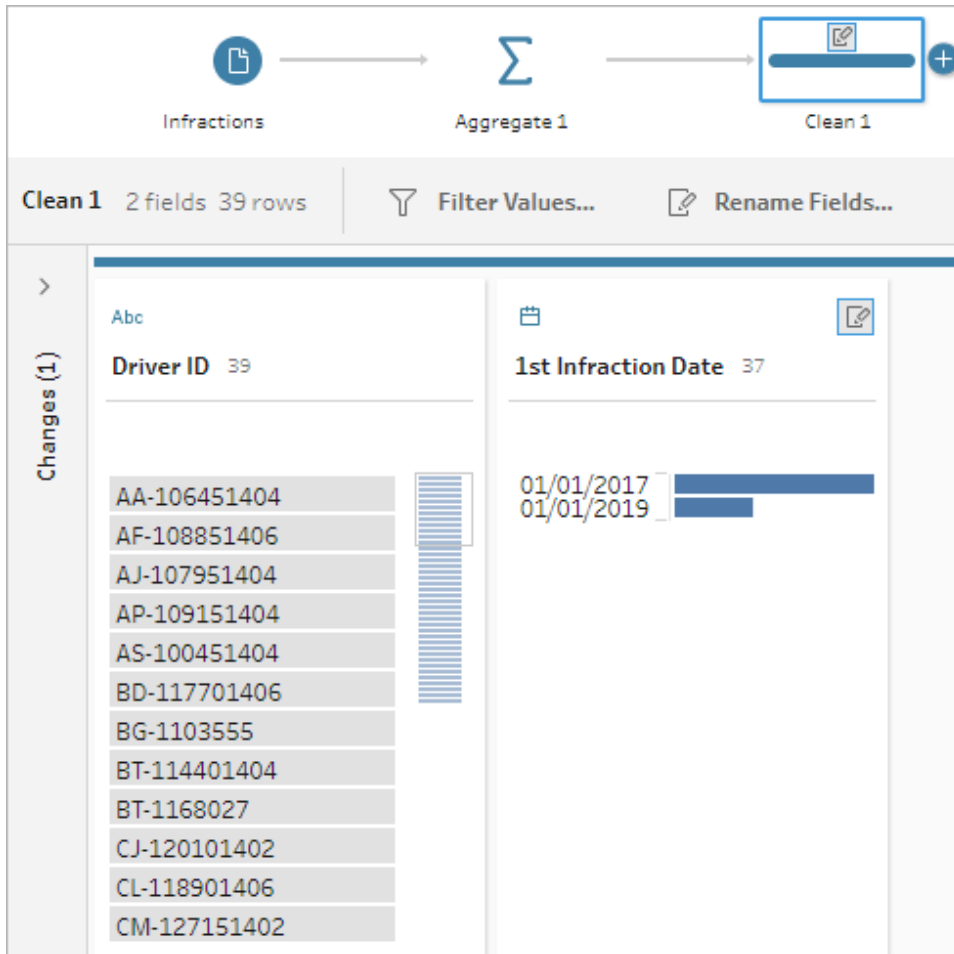 Infractions
Aggregate 1
Clean 1
Clean 1 2 fields 39 rows
Filter Values...
Rename Fields...
Changes (1)
Abc
Driver ID 39
AA-106451404
AF-108851406
AJ-107951404
AP-109151404
AS-100451404
BD-117701406
BG-1103555
BT-114401404
BT-1168027
CJ-120101402
CL-118901406
CM-127151402
1st Infraction Date 37
01/01/2017
01/01/2019